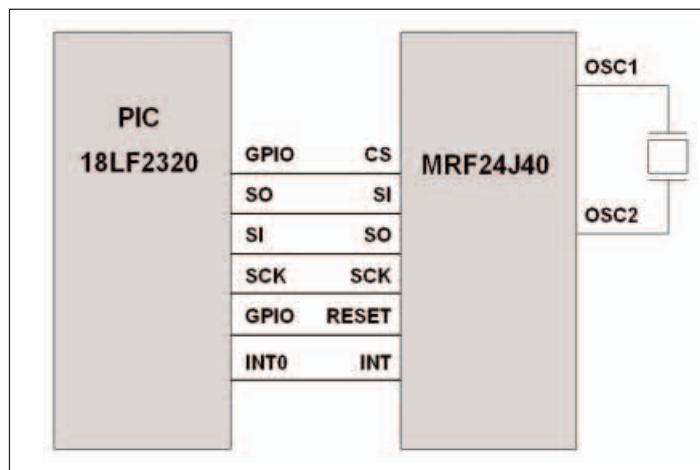 OSC1
PIC
18LF2320
MRF24J40
GPIO CS
SO SI
OSC2
SI SO
SCK SCK
GPIO RESET
INT0 INT